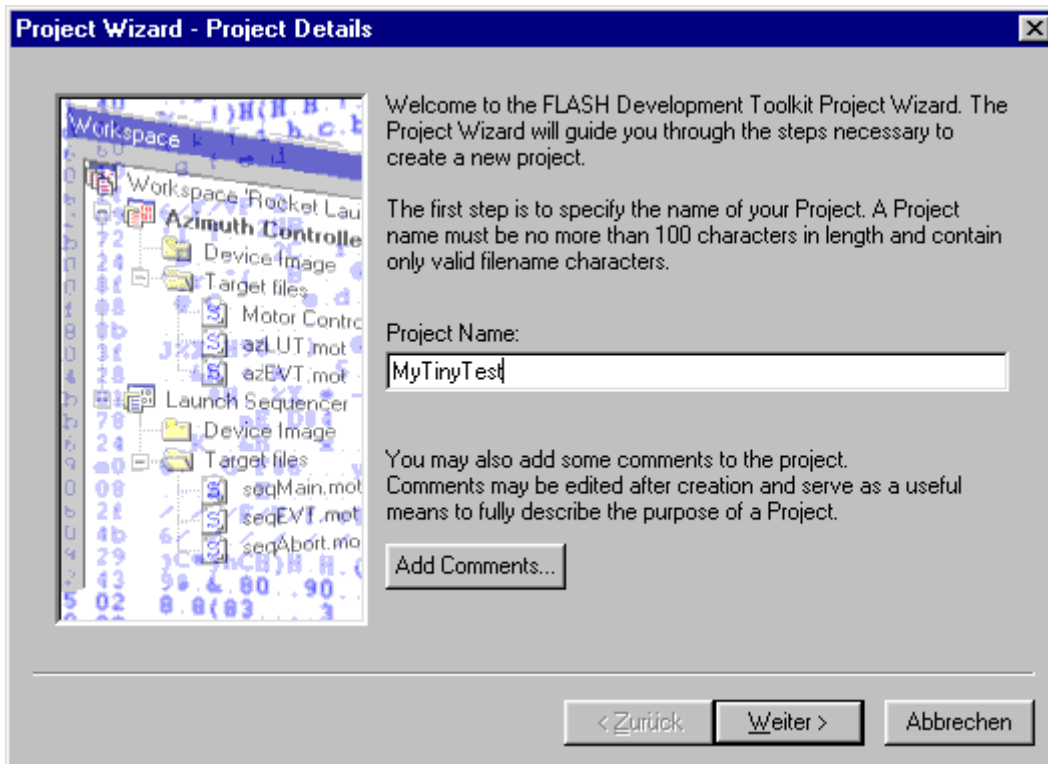 Project Wizard - Project Details
Workspace
Workspace 'Rocket Lau
Azimuth Controlle
Device Image
Target files
Motor Contro
azLUT.mot
azEVT.mot
Launch Sequencer
Device Image
Target files
seqMain.mot
seqEVT.mot
seqAbort.mo
Welcome to the FLASH Development Toolkit Project Wizard. The
Project Wizard will guide you through the steps necessary to
create a new project.
The first step is to specify the name of your Project. A Project
name must be no more than 100 characters in length and contain
only valid filename characters.
Project Name:
MyTinyTest
You may also add some comments to the project.
Comments may be edited after creation and serve as a useful
means to fully describe the purpose of a Project.
Add Comments...
< Zurück
Weiter >
Abbrechen